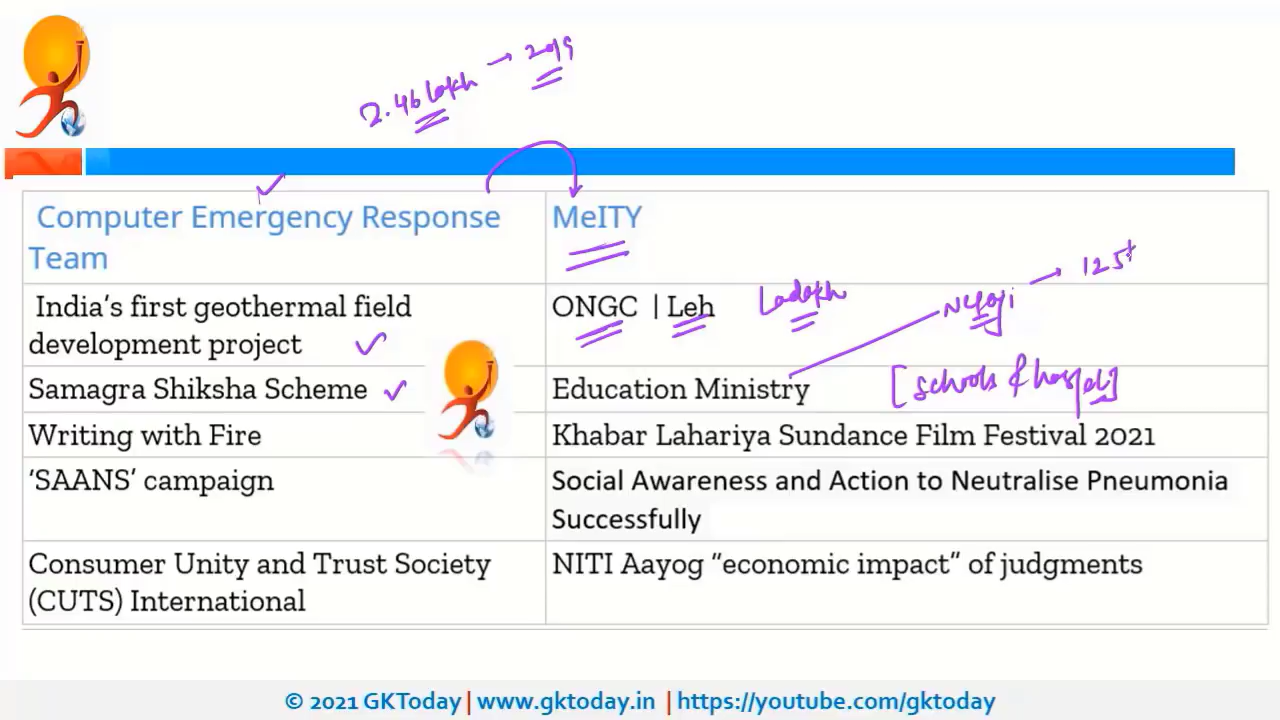 2.46 lakh → 2019
Computer Emergency Response
Team
MeITY
India’s first geothermal field
development project
ONGC | Leh
Ladakh
→ 125t
Samagra Shiksha Scheme
Education Ministry
[schools &
Writing with Fire
Khabar Lahariya Sundance Film Festival 2021
‘SAANS’ campaign
Social Awareness and Action to Neutralise Pneumonia
Successfully
Consumer Unity and Trust Society
(CUTS) International
NITI Aayog “economic impact” of judgments
© 2021 GKToday | www.gktoday.in | https://youtube.com/gktoday